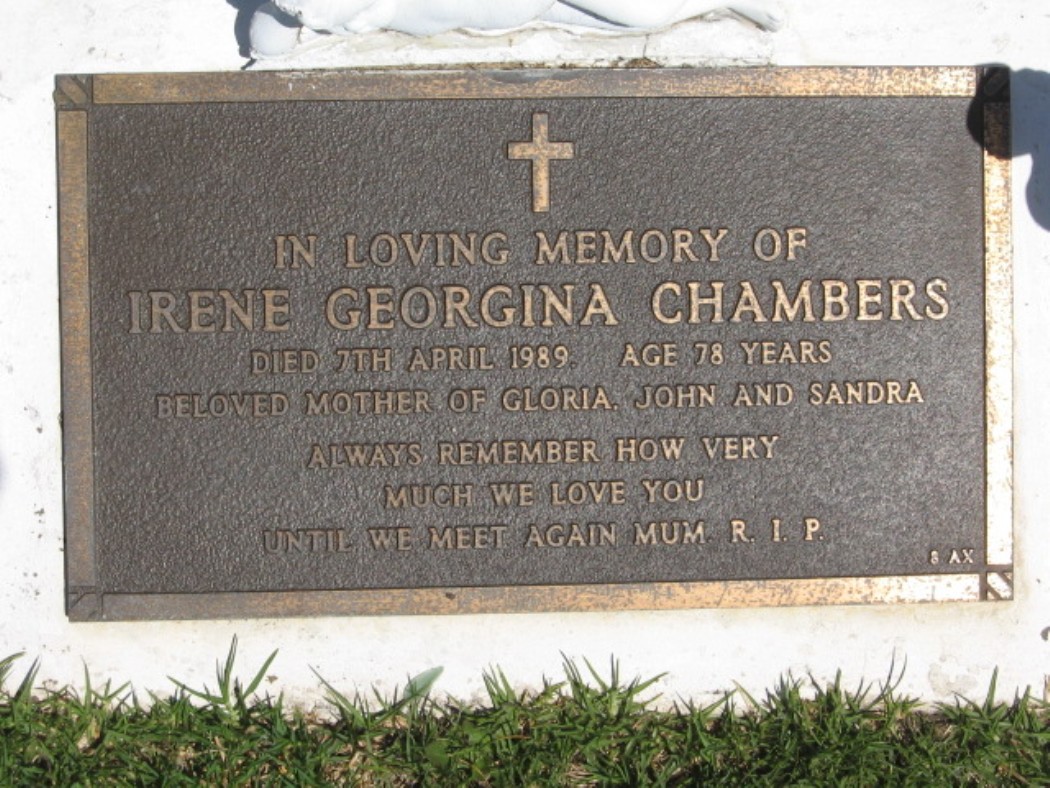 IN LOVING MEMORY OF
IRENE GEORGINA CHAMBERS
DIED 7TH APRIL 1989. AGE 78 YEARS
BELOVED MOTHER OF GLORIA, JOHN AND SANDRA
ALWAYS REMEMBER HOW VERY
MUCH WE LOVE YOU
UNTIL WE MEET AGAIN MUM R. I. P.
8 AX